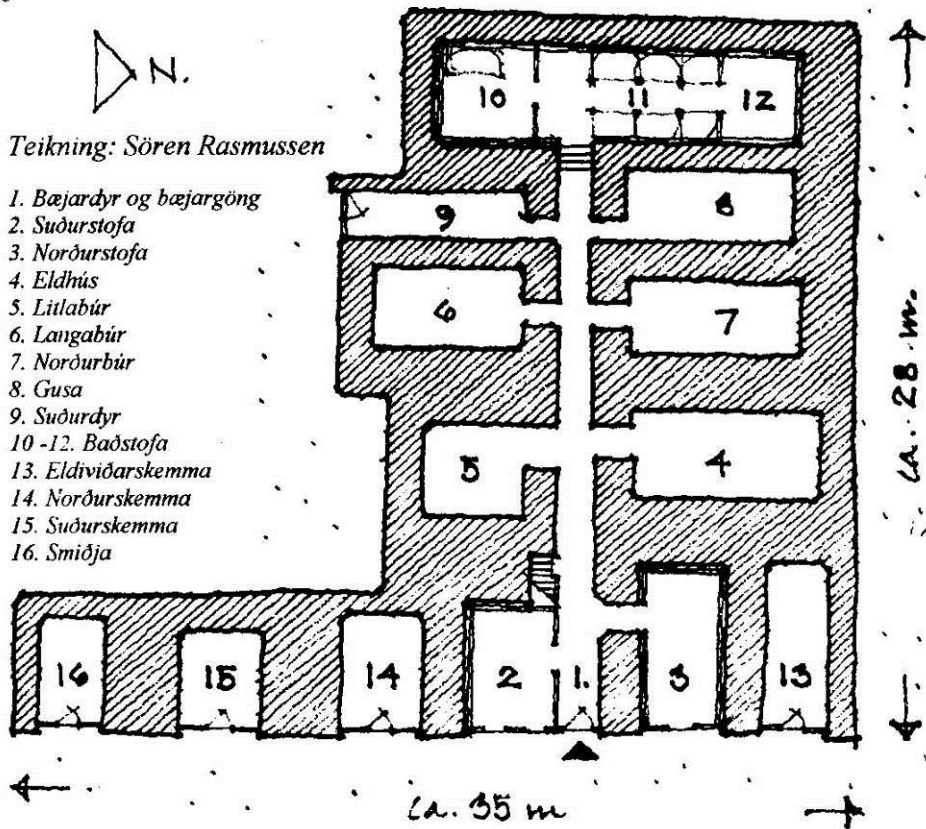 N.
Teikning: Sören Rasmussen
1. Bæjardyr og bæjargöng
2. Suðurstofa
3. Norðurstofa
4. Eldhús
5. Litlabúr
6. Langabúr
7. Norðurbúr
8. Gusa
9. Suðurdyr
10 -12. Baðstofa
13. Eldiviðarskemma
14. Norðurskemma
15. Suðurskemma
16. Smiðja
10 11 12
9 8
6 7
5 4
16 15 14 2 1. 3 13
ca. 28 m.
ca. 35 m